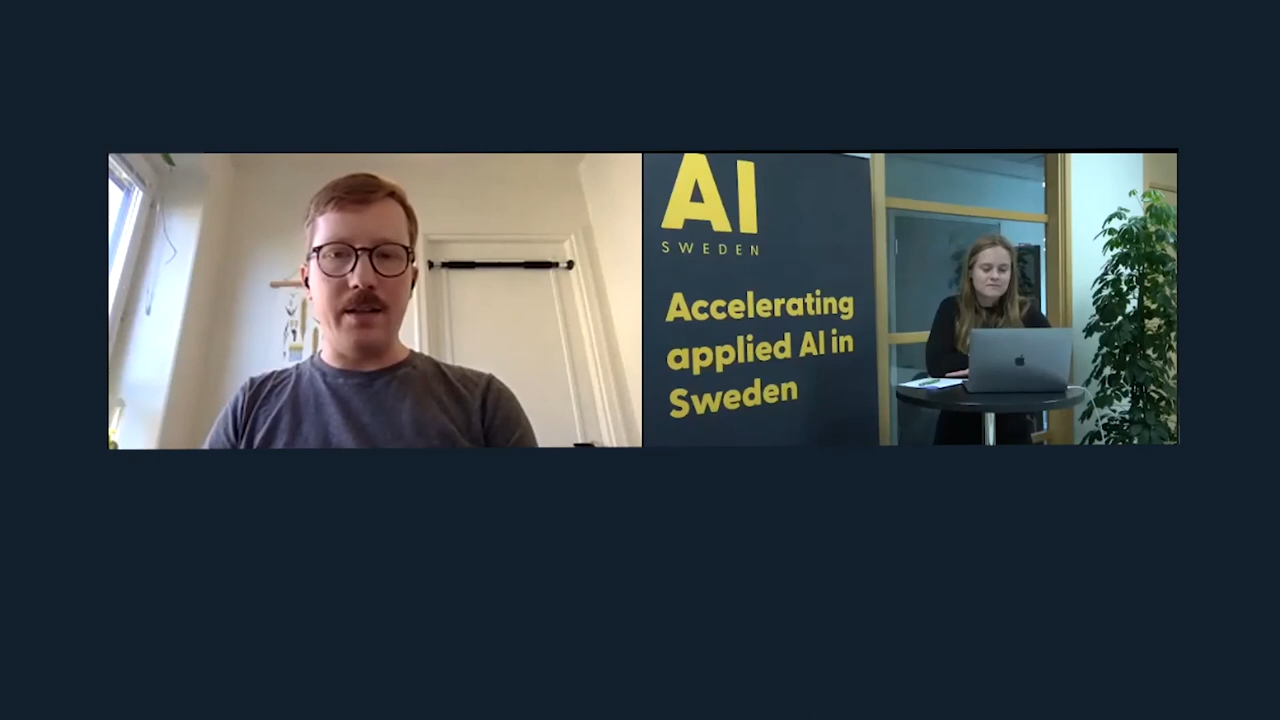 AI
SWEDEN
Accelerating
applied AI in
Sweden